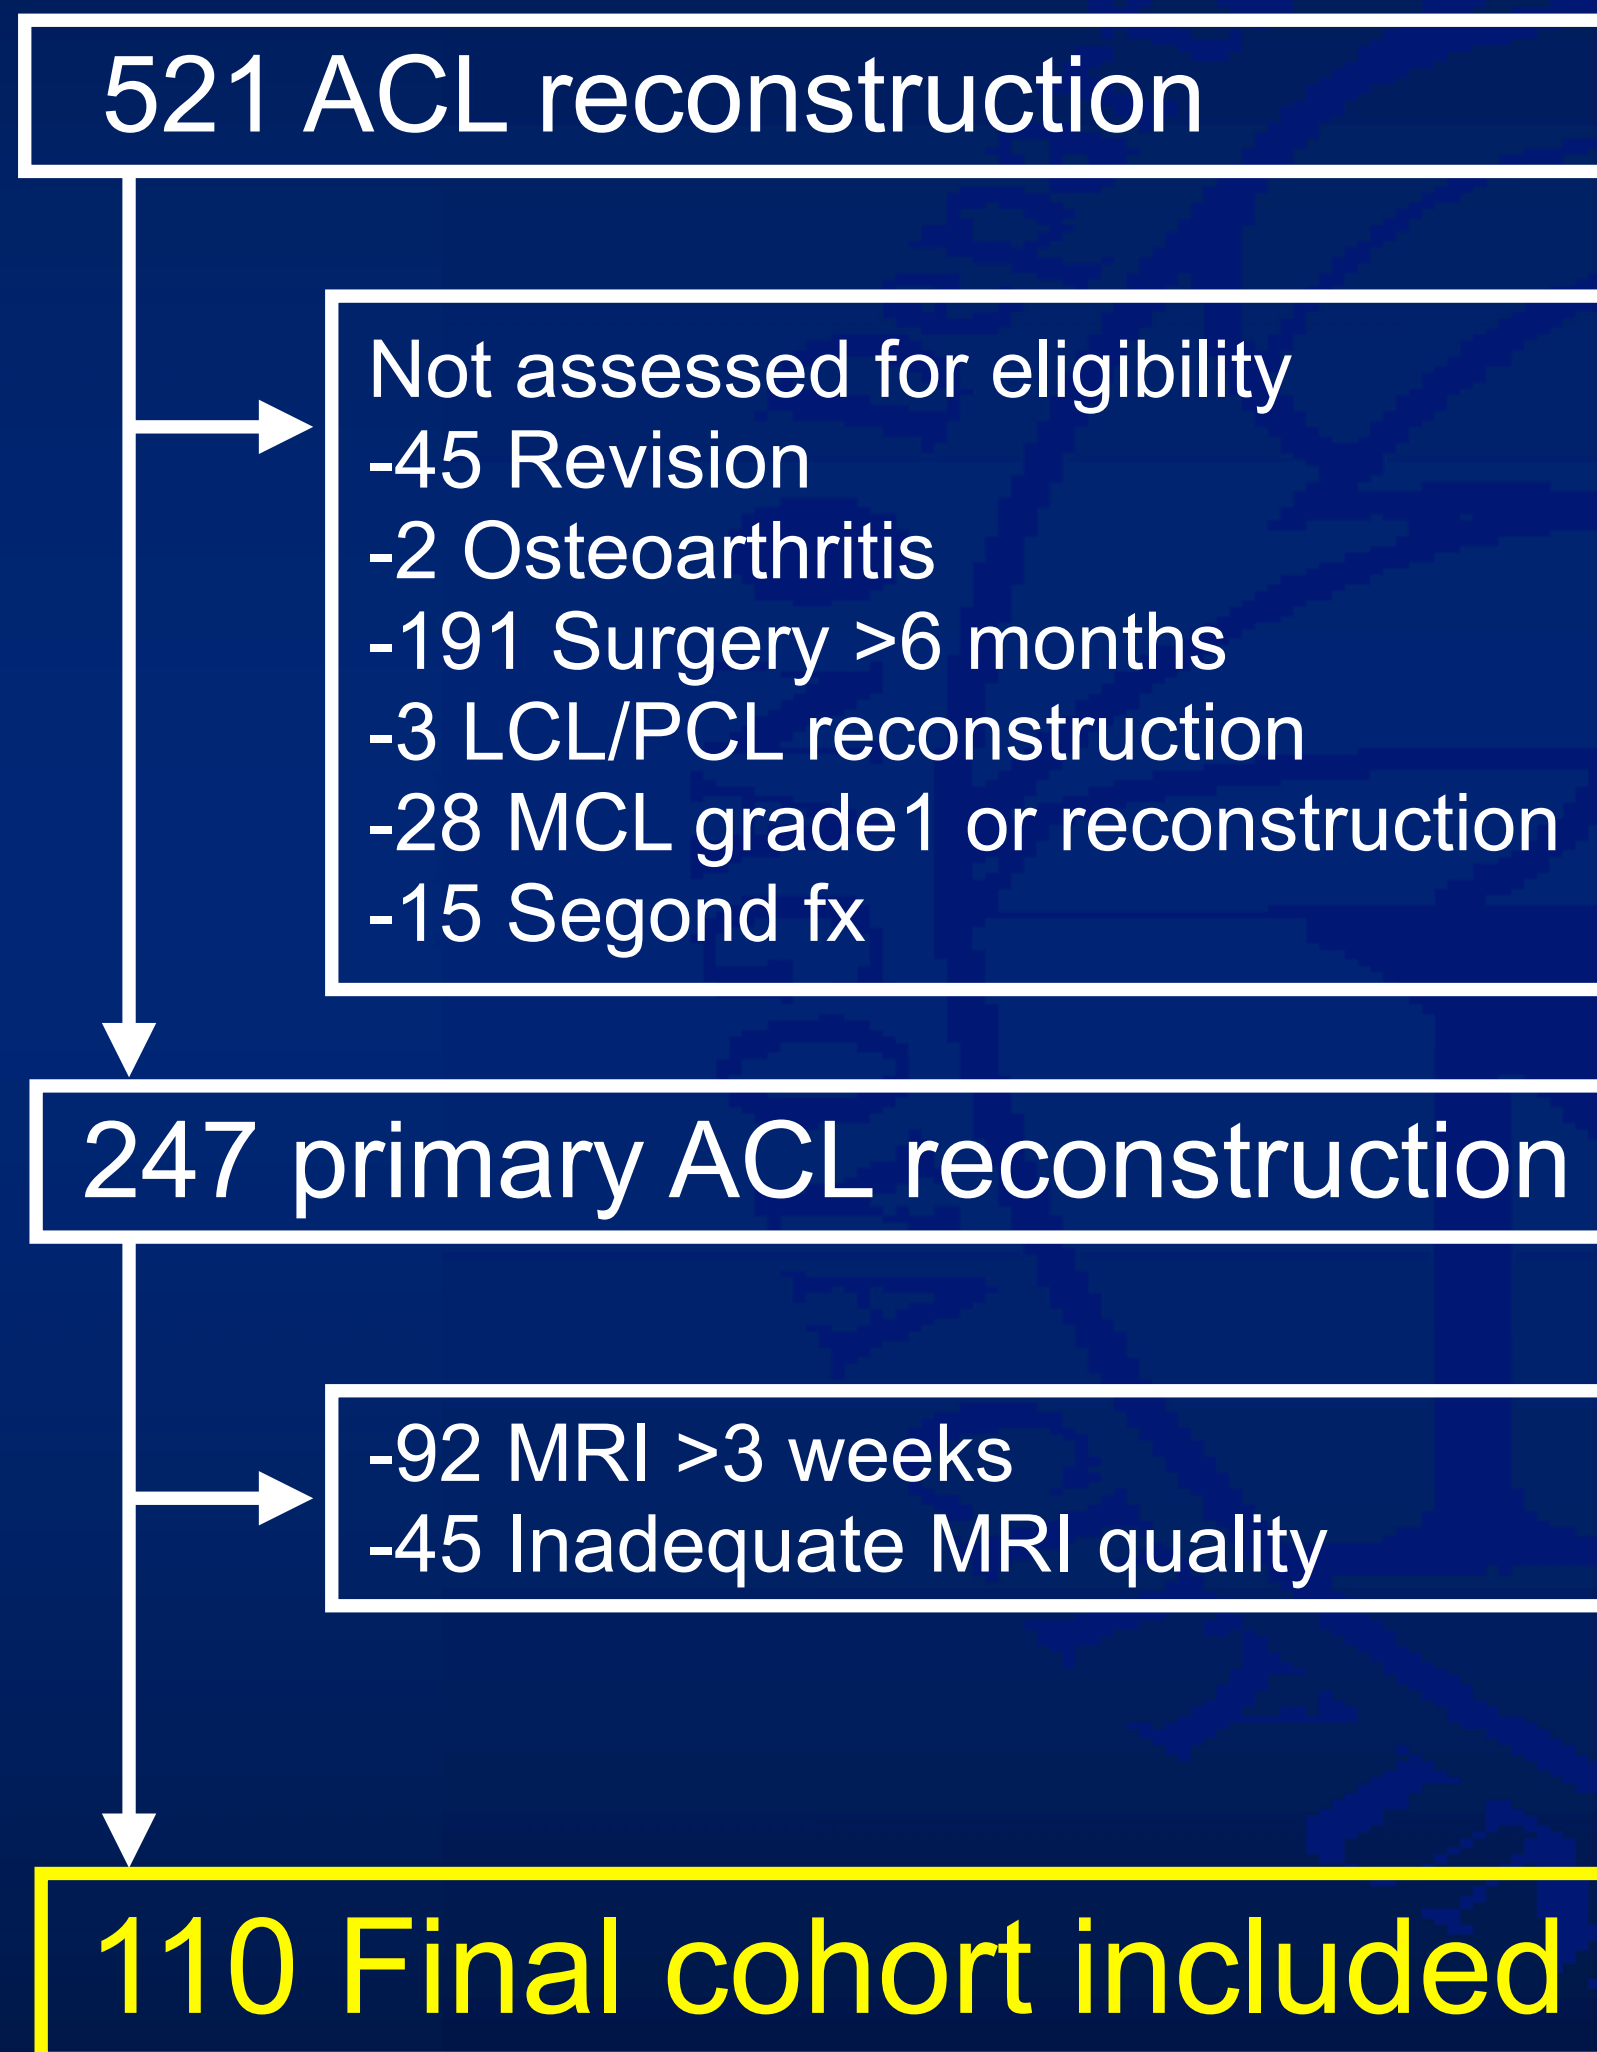 521 ACL reconstruction
Not assessed for eligibility
-45 Revision
-2 Osteoarthritis
-191 Surgery >6 months
-3 LCL/PCL reconstruction
-28 MCL grade1 or reconstruction
-15 Segond fx
247 primary ACL reconstruction
-92 MRI >3 weeks
-45 Inadequate MRI quality
110 Final cohort included